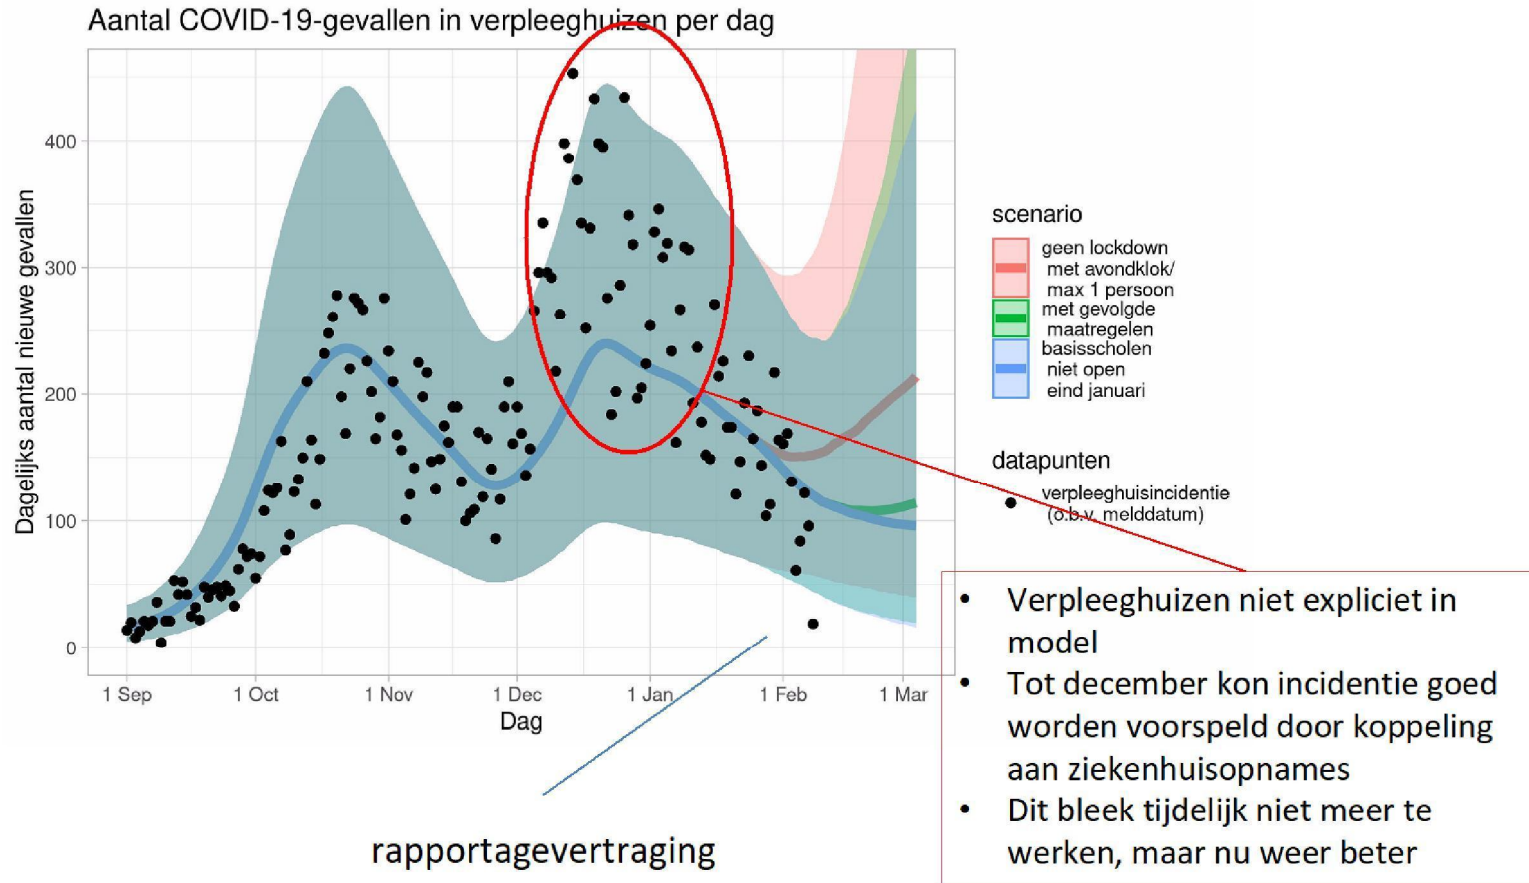 Aantal COVID-19-gevallen in verpleeghuizen per dag
Dagelijks aantal nieuwe gevallen
400
300
200
100
0
1 Sep
1 Oct
1 Nov
1 Dec
1 Jan
1 Feb
1 Mar
Dag
scenario
geen lockdown
met avondklok/
max 1 persoon
met gevolgde
maatregelen
basisscholen
niet open
eind januari
datapunten
verpleeghuisincidentie
(o.b.v. melddatum)
• Verpleeghuizen niet expliciet in
model
• Tot december kon incidentie goed
worden voorspeld door koppeling
aan ziekenhuisopnames
• Dit bleek tijdelijk niet meer te
werken, maar nu weer beter
rapportagevertraging